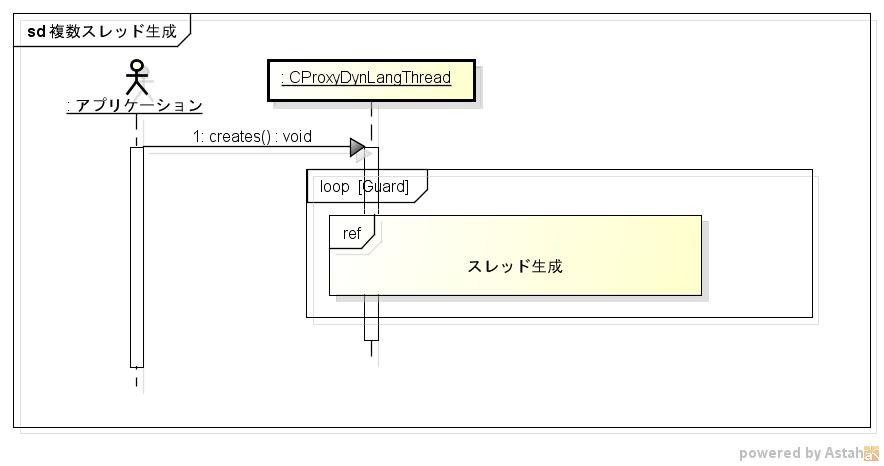 sd 複数スレッド生成
: アプリケーション
: CProxyDynLangThread
1: creates() : void
loop [Guard]
ref
スレッド生成
powered by Astah